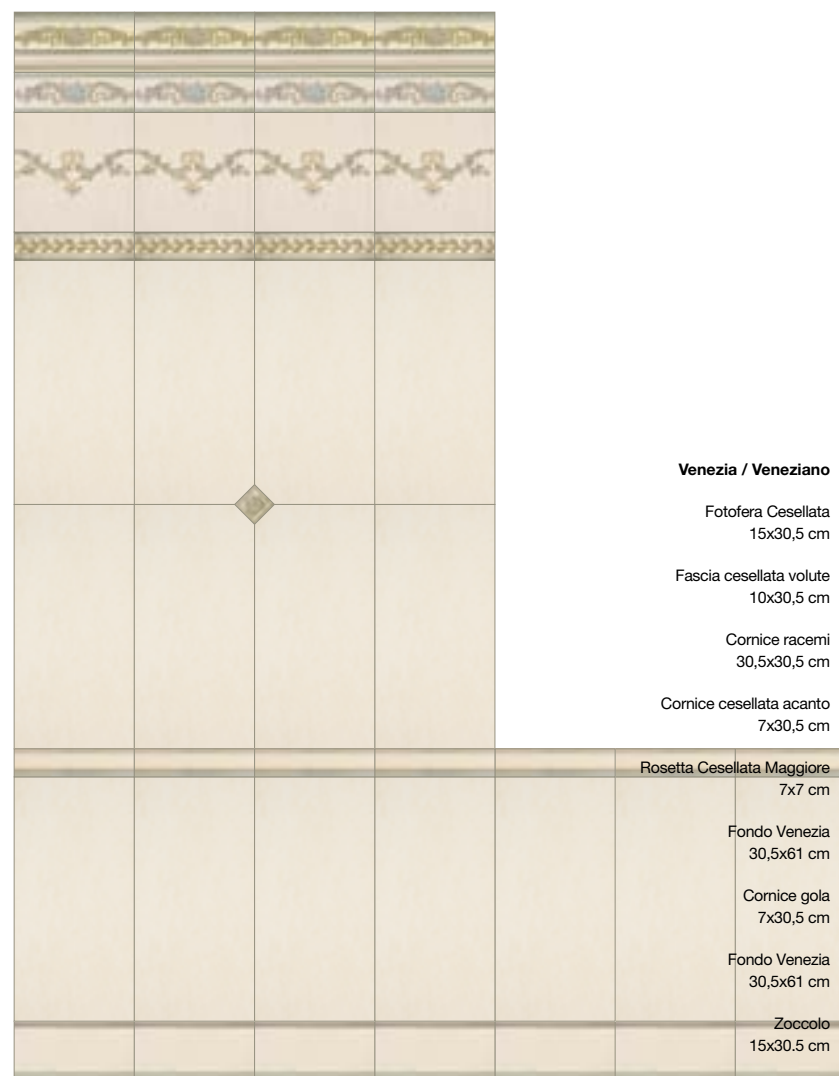 Venezia / Veneziano
Fotofera Cesellata
15x30,5 cm
Fascia cesellata volute
10x30,5 cm
Cornice racemi
30,5x30,5 cm
Cornice cesellata acanto
7x30,5 cm
Rosetta Cesellata Maggiore
7x7 cm
Fondo Venezia
30,5x61 cm
Cornice gola
7x30,5 cm
Fondo Venezia
30,5x61 cm
Zoccolo
15x30.5 cm